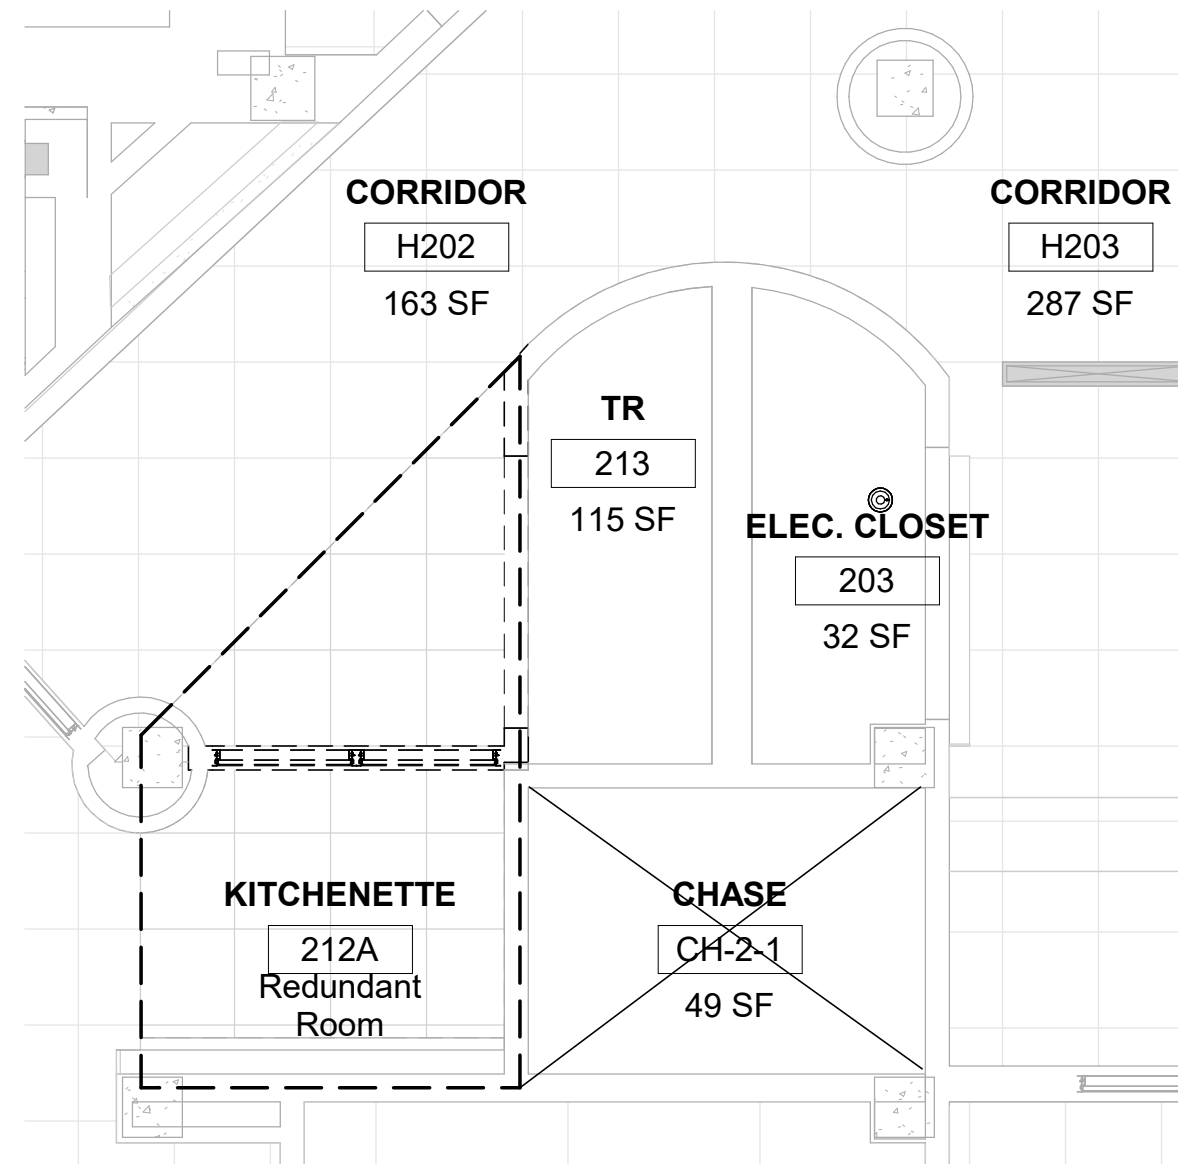 CORRIDOR
H202
163 SF
CORRIDOR
H203
287 SF
TR
213
115 SF
ELEC. CLOSET
203
32 SF
KITCHENETTE
212A
Redundant
Room
CHASE
CH-2-1
49 SF